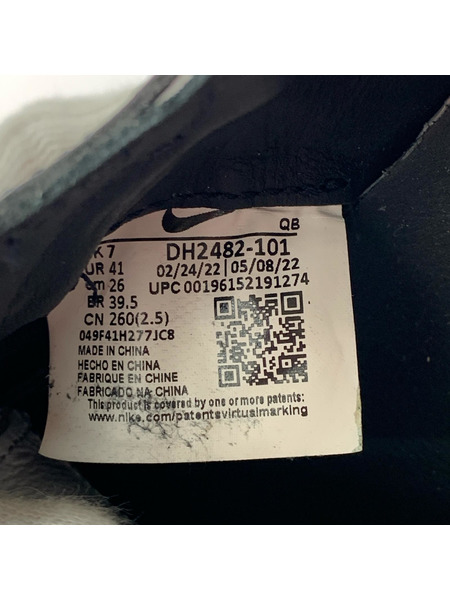 QB
K 7
DH2482-101
UR 41
02/24/22 | 05/08/22
cm 26
UPC 00196152191274
BR 39.5
CN 260(2.5)
049F41H277JC8
MADE IN CHINA
HECHO EN CHINA
FABRIQUE EN CHINE
FABRICADO NA CHINA
This product is covered by one or more patents. See
www.nike.com/patentsvirtualmarking